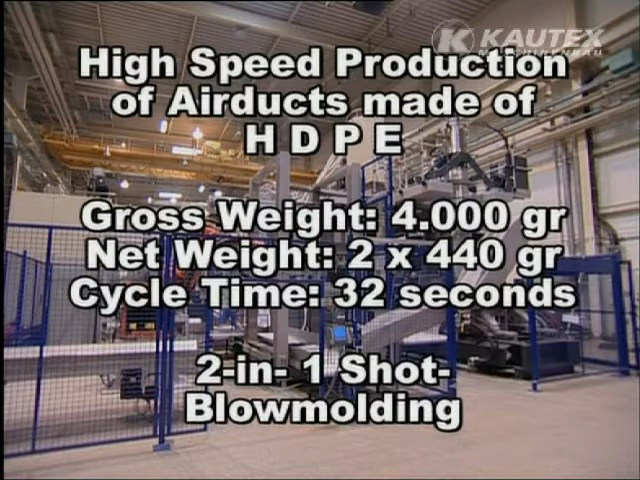 KAUTEX
MASCHINENBAU
High Speed Production
of Airducts made of
H D P E
Gross Weight: 4.000 gr
Net Weight: 2 x 440 gr
Cycle Time: 32 seconds
2-in- 1 Shot-
Blowmolding